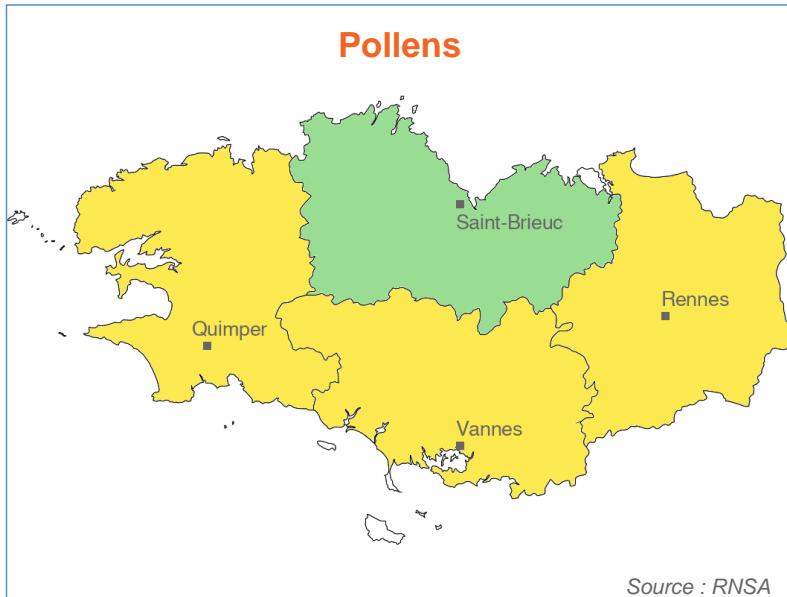 Pollens
Saint-Brieuc
Rennes
Quimper
Vannes
Source : RNSA